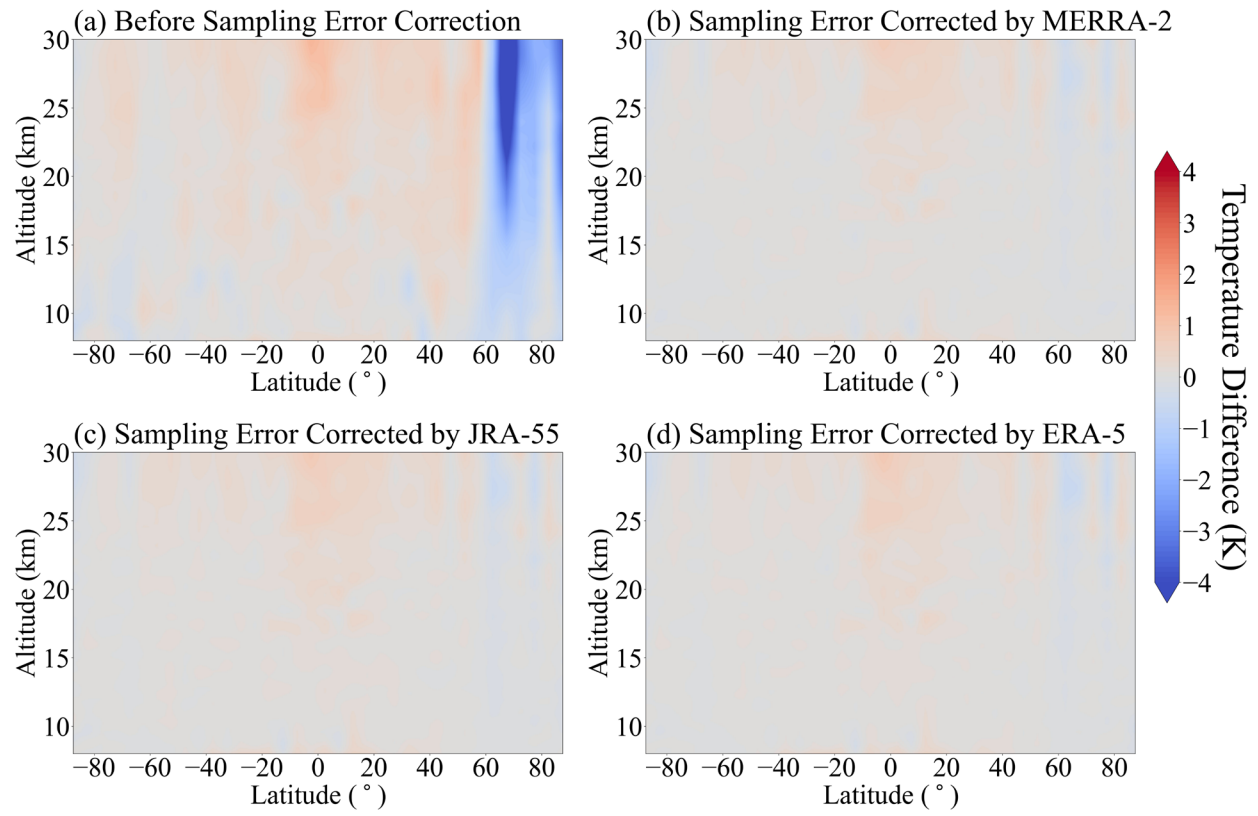 (a) Before Sampling Error Correction
30
25
20
15
10
Altitude (km)
−80 −60 −40 −20 0 20 40 60 80
Latitude (°)
(b) Sampling Error Corrected by MERRA-2
30
25
20
15
10
Altitude (km)
−80 −60 −40 −20 0 20 40 60 80
Latitude (°)
(c) Sampling Error Corrected by JRA-55
30
25
20
15
10
Altitude (km)
−80 −60 −40 −20 0 20 40 60 80
Latitude (°)
(d) Sampling Error Corrected by ERA-5
30
25
20
15
10
Altitude (km)
−80 −60 −40 −20 0 20 40 60 80
Latitude (°)
4
3
2
1
0
−1
−2
−3
−4
Temperature Difference (K)